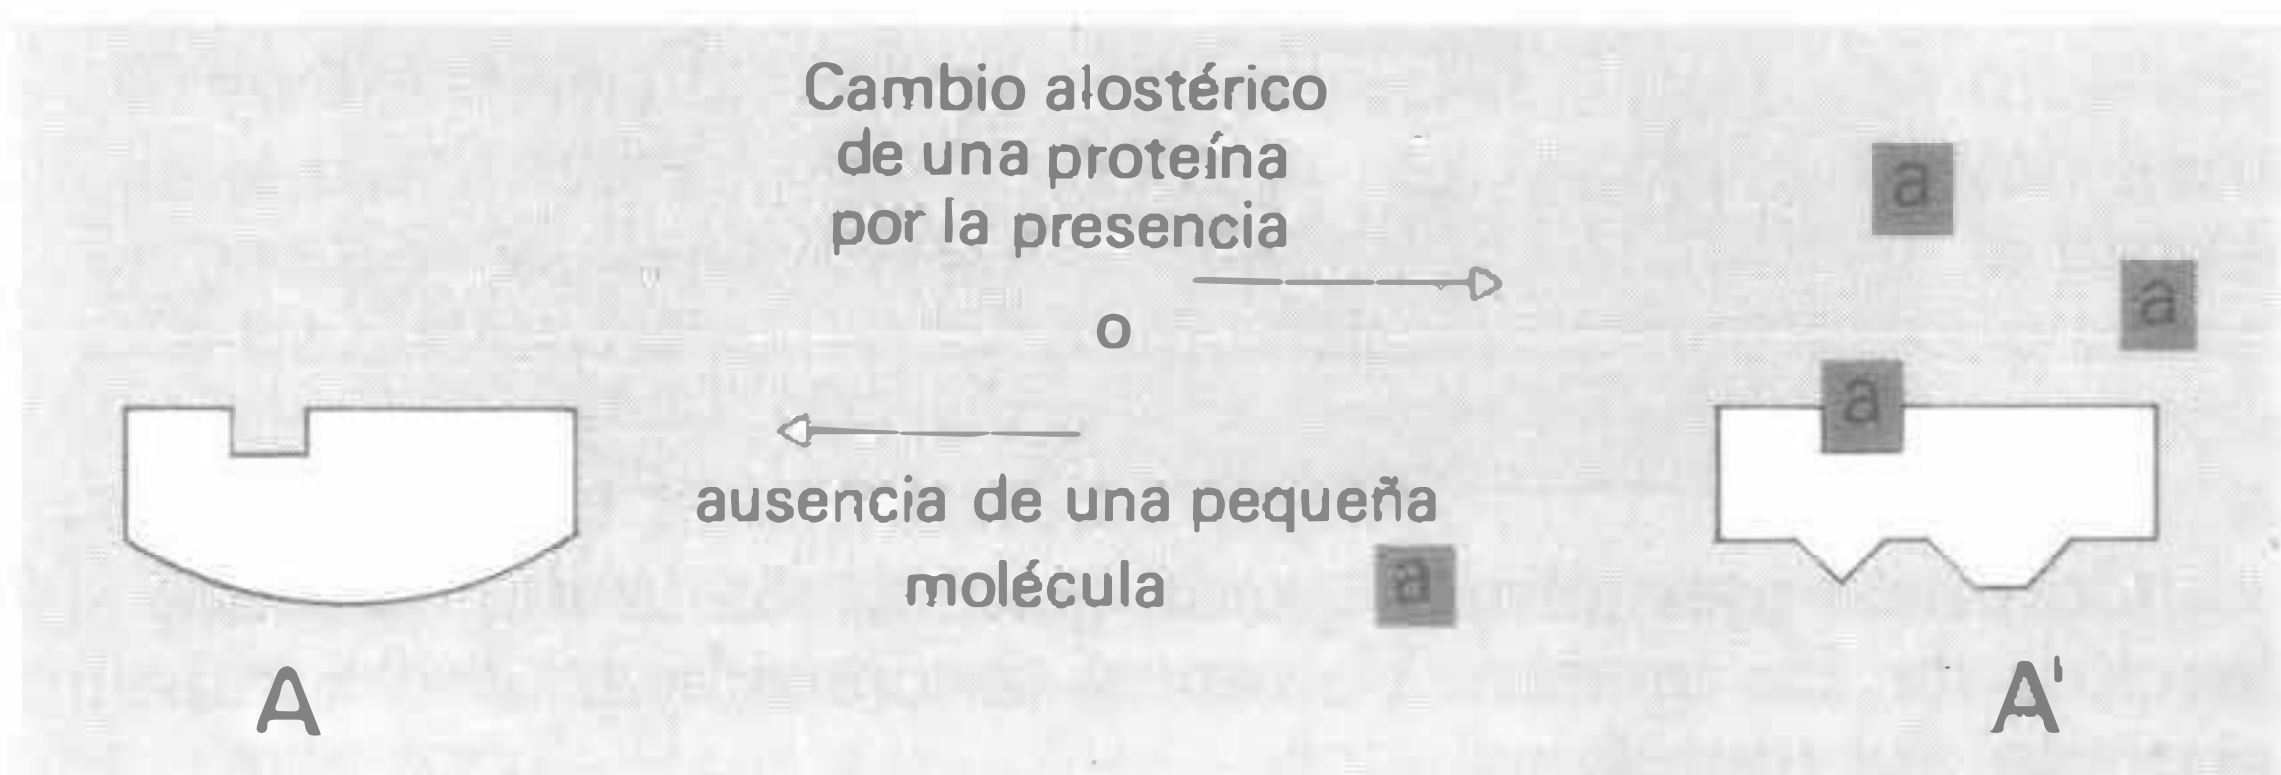 Cambio alostérico
de una proteína
por la presencia
o
ausencia de una pequeña
molécula
a
a
a
a
A
A'